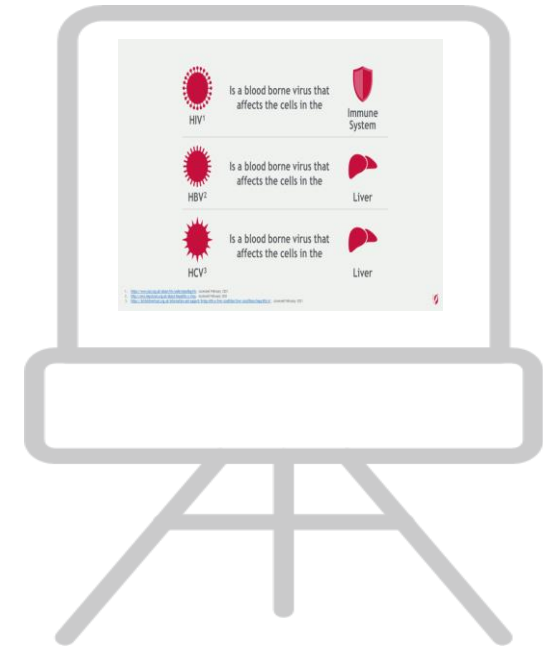 Is a blood borne virus that
affects the cells in the
HIV¹
Immune
System
Is a blood borne virus that
affects the cells in the
HBV²
Liver
Is a blood borne virus that
affects the cells in the
HCV³
Liver